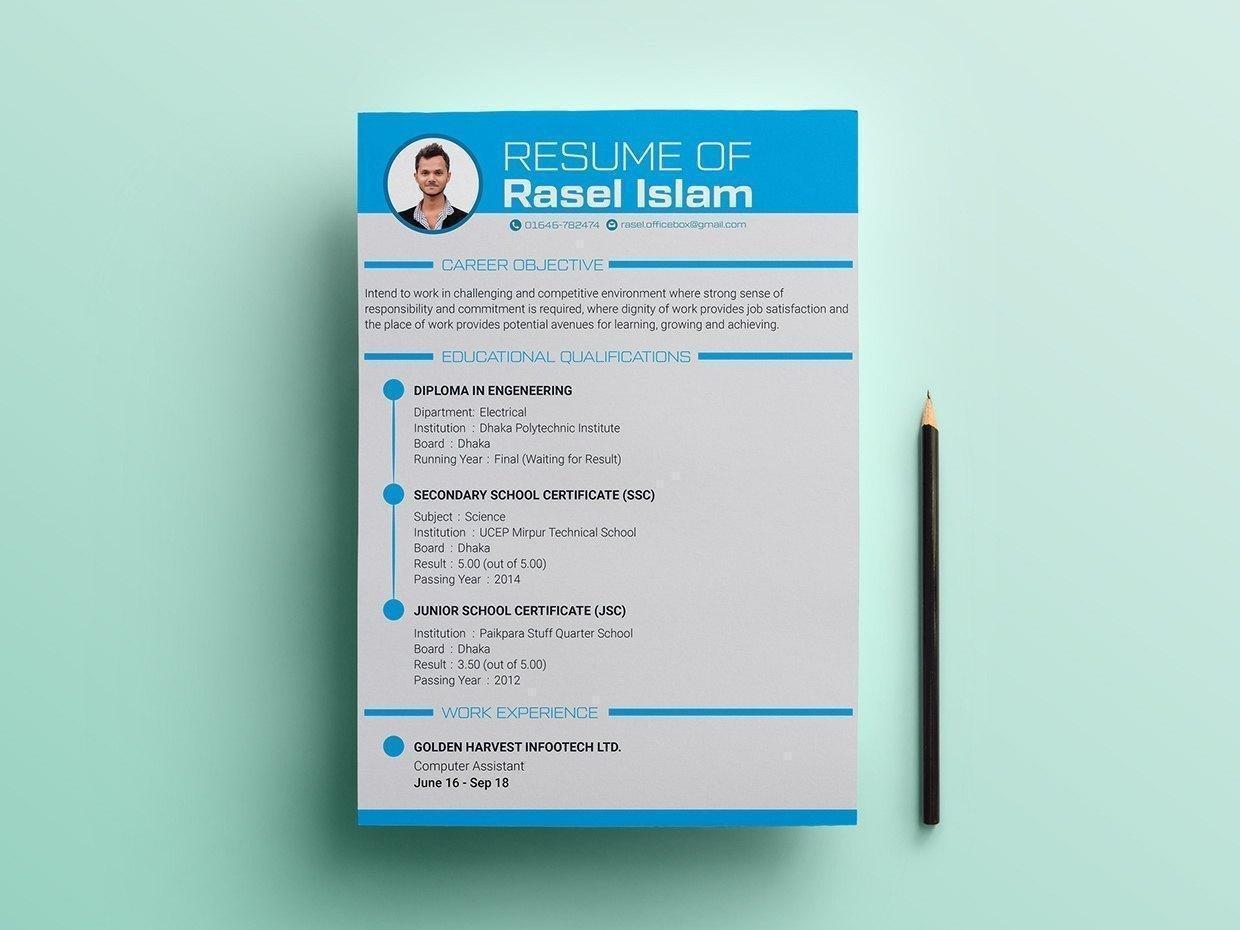 RESUME OF
Rasel Islam
01645-782474 rasel.officebox@gmail.com
CAREER OBJECTIVE
Intend to work in challenging and competitive environment where strong sense of
responsibility and commitment is required, where dignity of work provides job satisfaction and
the place of work provides potential avenues for learning, growing and achieving.
EDUCATIONAL QUALIFICATIONS
DIPLOMA IN ENGENEERING
Dipartment: Electrical
Institution : Dhaka Polytechnic Institute
Board : Dhaka
Running Year : Final (Waiting for Result)
SECONDARY SCHOOL CERTIFICATE (SSC)
Subject : Science
Institution : UCEP Mirpur Technical School
Board : Dhaka
Result : 5.00 (out of 5.00)
Passing Year : 2014
JUNIOR SCHOOL CERTIFICATE (JSC)
Institution : Paikpara Stuff Quarter School
Board : Dhaka
Result : 3.50 (out of 5.00)
Passing Year : 2012
WORK EXPERIENCE
GOLDEN HARVEST INFOOTECH LTD.
Computer Assistant
June 16 - Sep 18